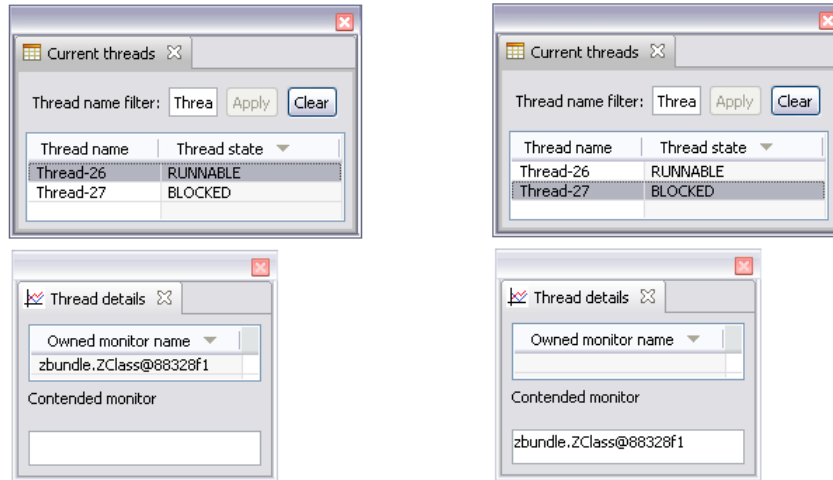 Current threads
Thread name filter: Threa Apply Clear
Thread name Thread state
Thread-26 RUNNABLE
Thread-27 BLOCKED
Thread details
Owned monitor name
zbundle.ZClass@88328f1
Contended monitor
Current threads
Thread name filter: Threa Apply Clear
Thread name Thread state
Thread-26 RUNNABLE
Thread-27 BLOCKED
Thread details
Owned monitor name
Contended monitor
zbundle.ZClass@88328f1